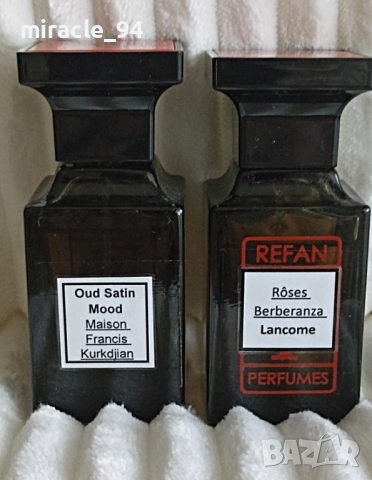 miracle_94
Oud Satin
Mood
Maison
Francis
Kurkdjian
REFAN
Rôses
Berberanza
Lancome
PERFUMES
BAZAR